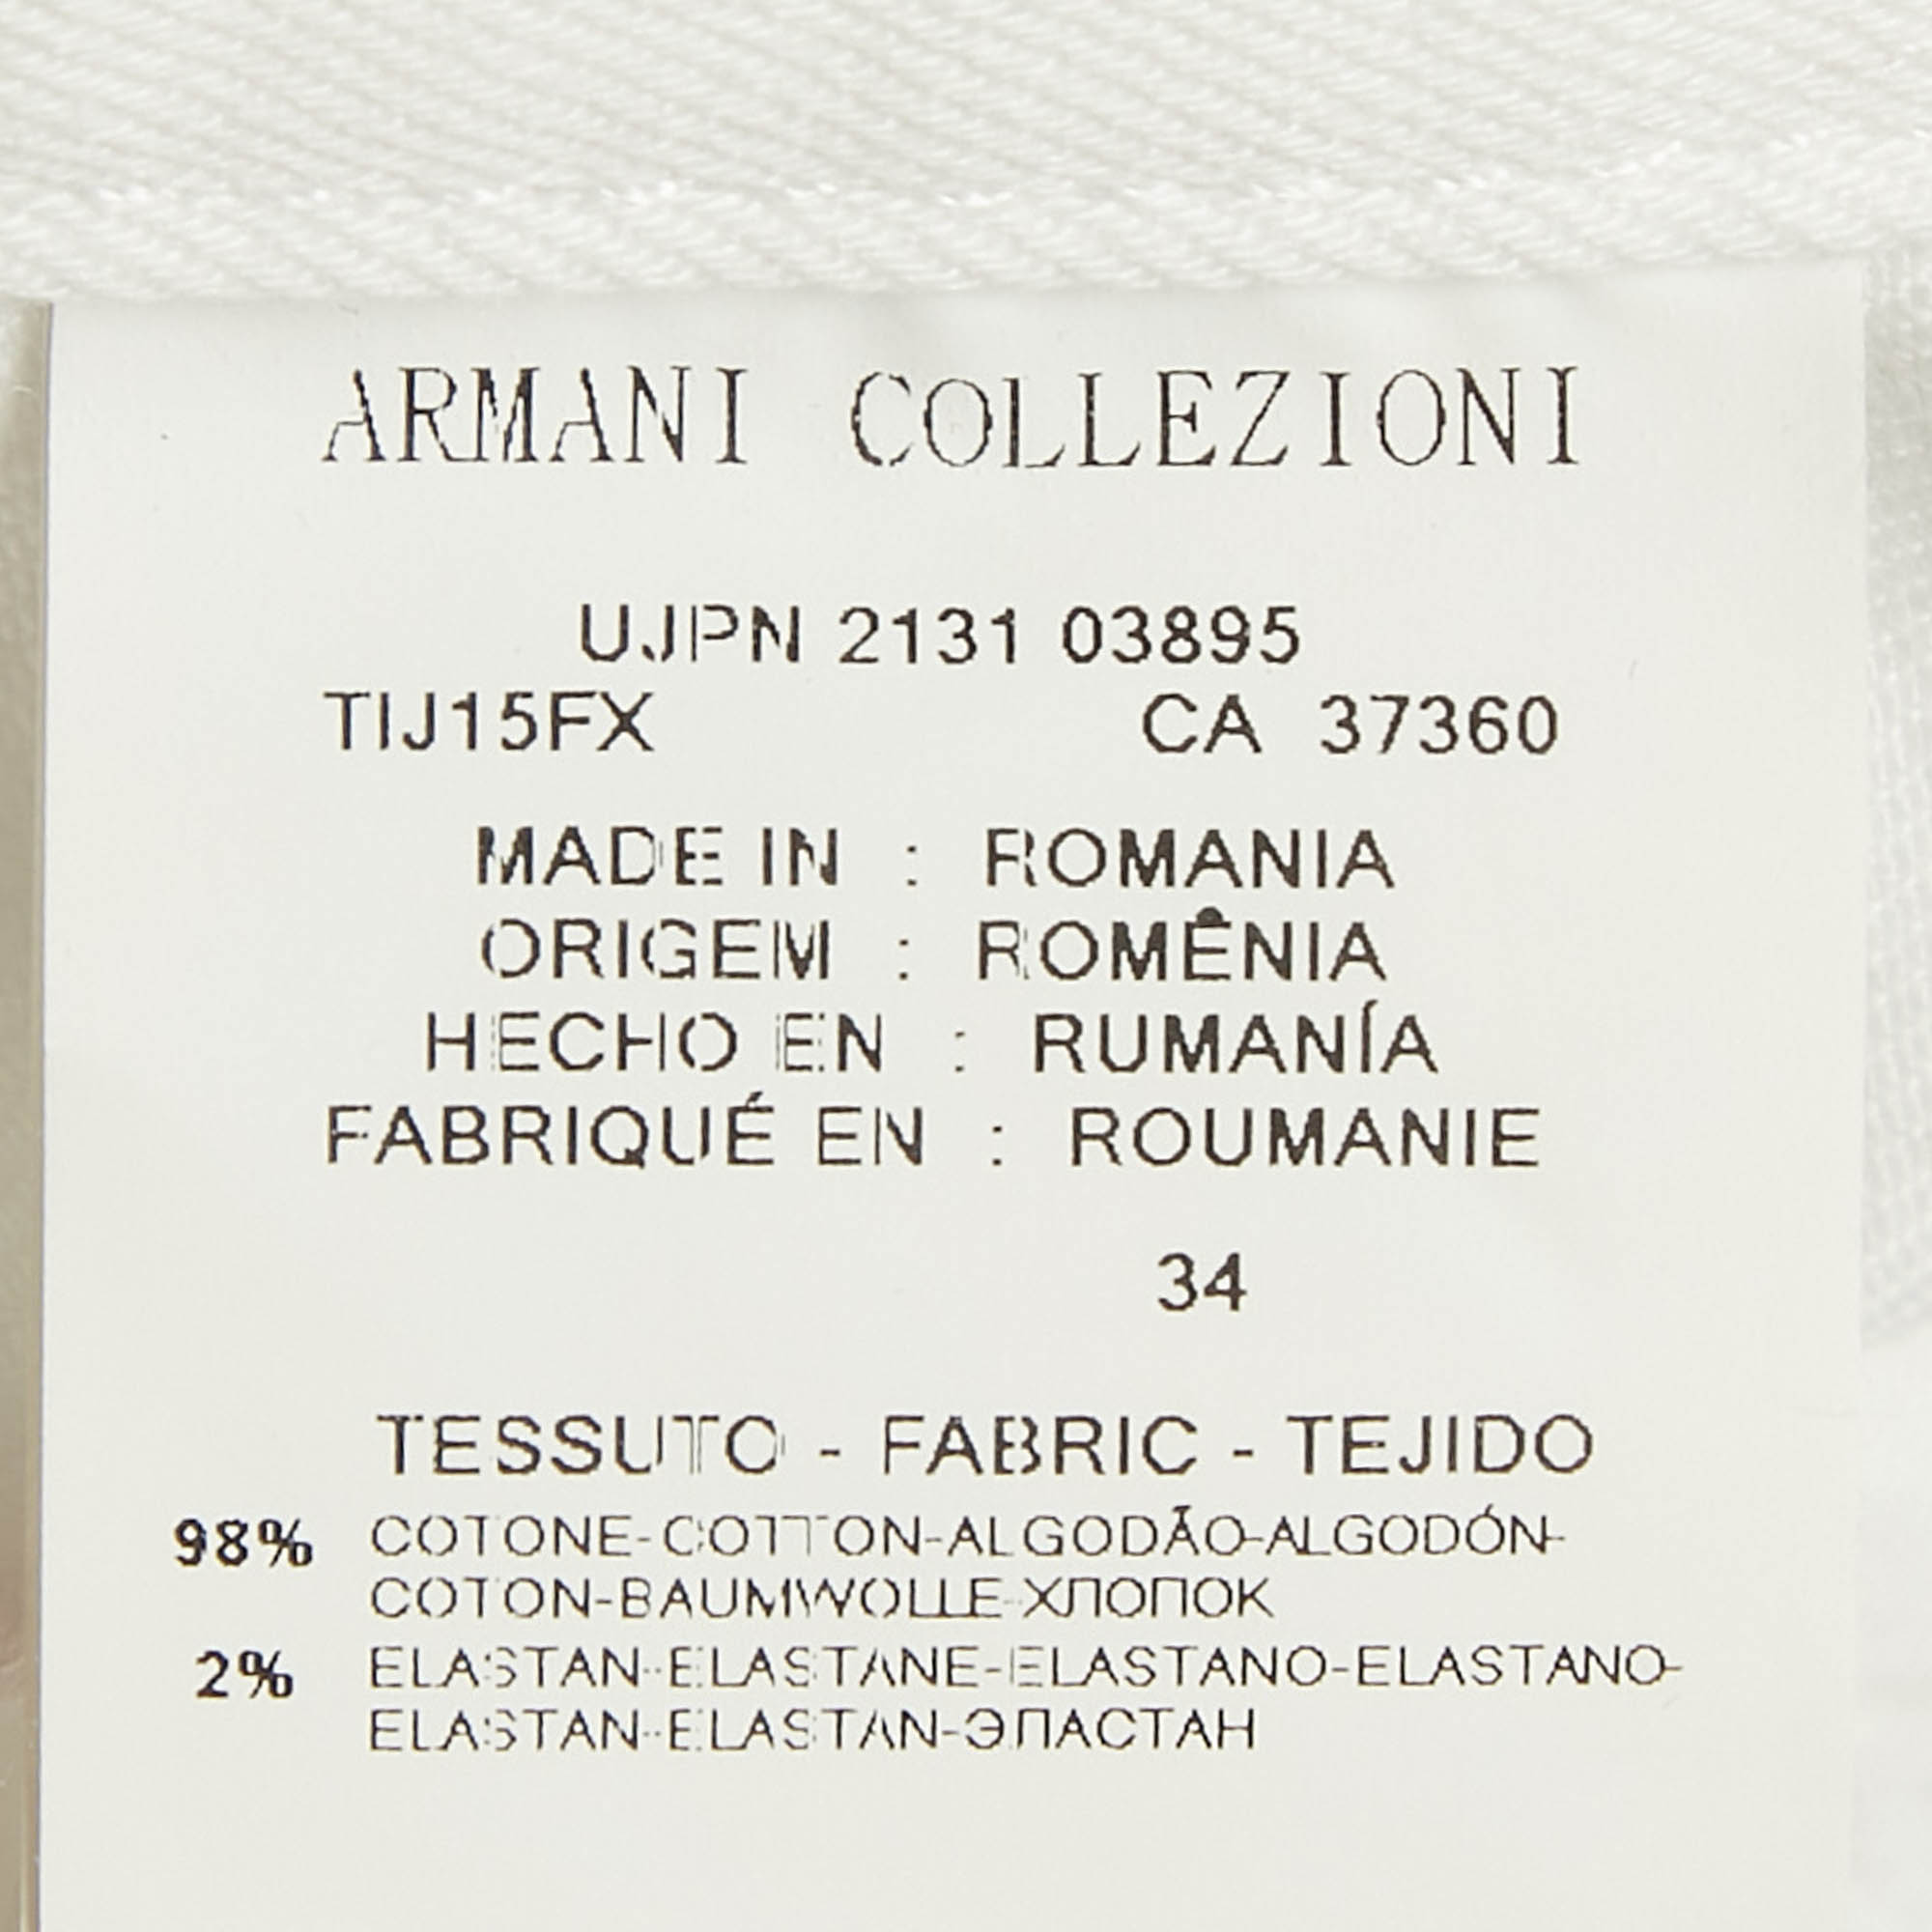 ARMANI COLLEZIONI
UJPN 2131 03895
TIJ15FX CA 37360
MADE IN : ROMANIA
ORIGEM : ROMÊNIA
HECHO EN : RUMANÍA
FABRIQUÉ EN : ROUMANIE
34
TESSUTO - FABRIC - TEJIDO
98% COTONE-COTTON-ALGODÃO-ALGODÓN-
COTON-BAUMWOLLE-ХЛОПОК
2% ELASTAN-ELASTANE-ELASTANO-ELASTANO-
ELASTAN-ELASTAN-ЭЛАСТАН